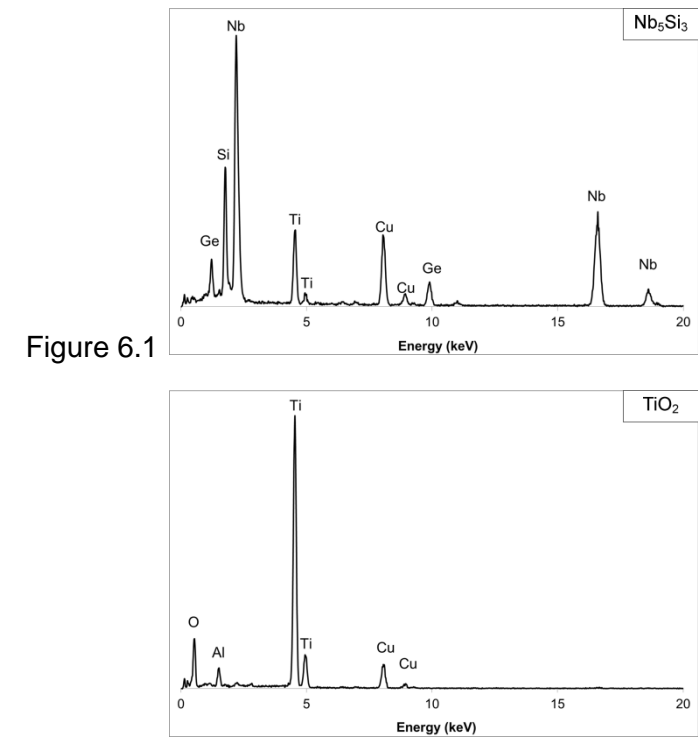 Nb₅Si₃
Nb
Si
Ge
Ti
Ti
Cu
Cu
Ge
Nb
Nb
0 5 10 15 20
Energy (keV)
Figure 6.1
TiO₂
Ti
O
Al
Ti
Cu
Cu
0 5 10 15 20
Energy (keV)